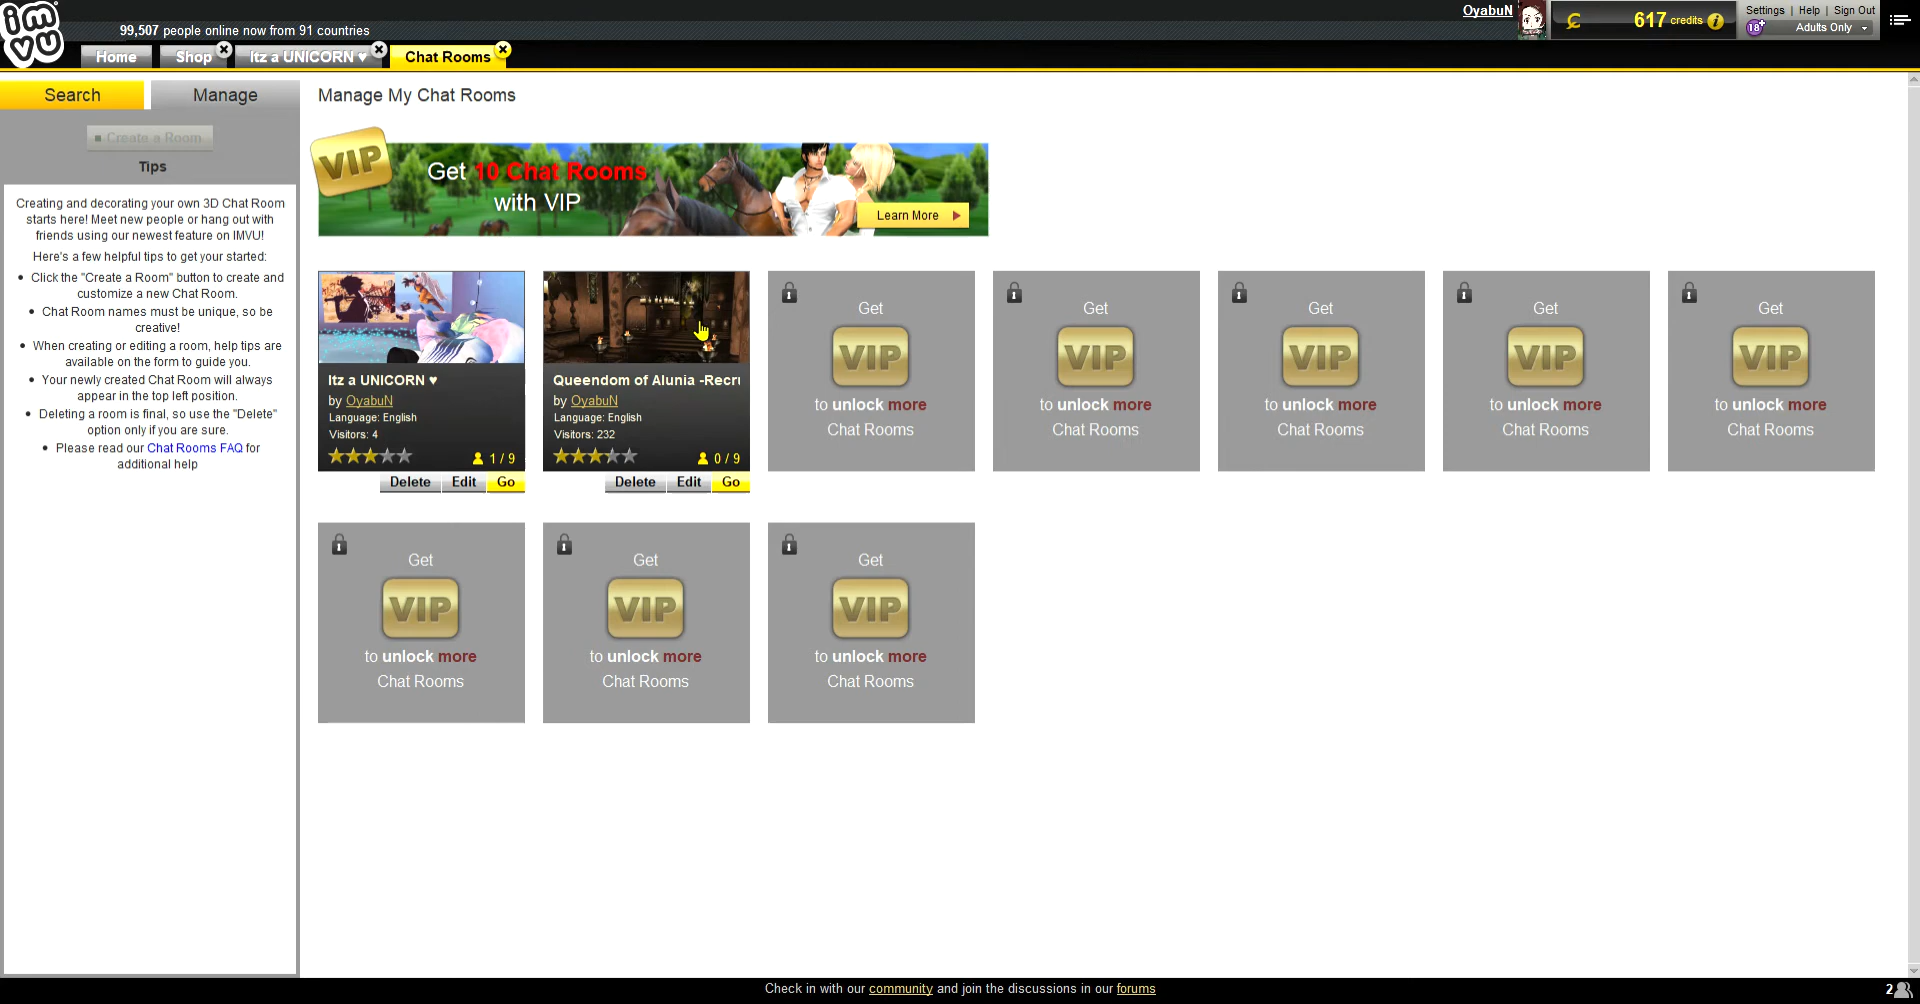 imvu
99,507 people online now from 91 countries
OyabuN
617 credits
Settings | Help | Sign Out
18+ Adults Only
Home
Shop
Itz a UNICORN ♥
Chat Rooms
Search
Manage
Create a Room
Tips
Creating and decorating your own 3D Chat Room
starts here! Meet new people or hang out with
friends using our newest feature on IMVU!
Here's a few helpful tips to get your started:
• Click the "Create a Room" button to create and
customize a new Chat Room.
• Chat Room names must be unique, so be
creative!
• When creating or editing a room, help tips are
available on the form to guide you.
• Your newly created Chat Room will always
appear in the top left position.
• Deleting a room is final, so use the "Delete"
option only if you are sure.
• Please read our Chat Rooms FAQ for
additional help
Manage My Chat Rooms
VIP
Get 10 Chat Rooms
with VIP
Learn More
Itz a UNICORN ♥
by OyabuN
Language: English
Visitors: 4
1 / 9
Delete
Edit
Go
Queendom of Alunia -Recru
by OyabuN
Language: English
Visitors: 232
0 / 9
Delete
Edit
Go
Get
VIP
to unlock more
Chat Rooms
Get
VIP
to unlock more
Chat Rooms
Get
VIP
to unlock more
Chat Rooms
Get
VIP
to unlock more
Chat Rooms
Get
VIP
to unlock more
Chat Rooms
Get
VIP
to unlock more
Chat Rooms
Get
VIP
to unlock more
Chat Rooms
Get
VIP
to unlock more
Chat Rooms
Check in with our community and join the discussions in our forums
2